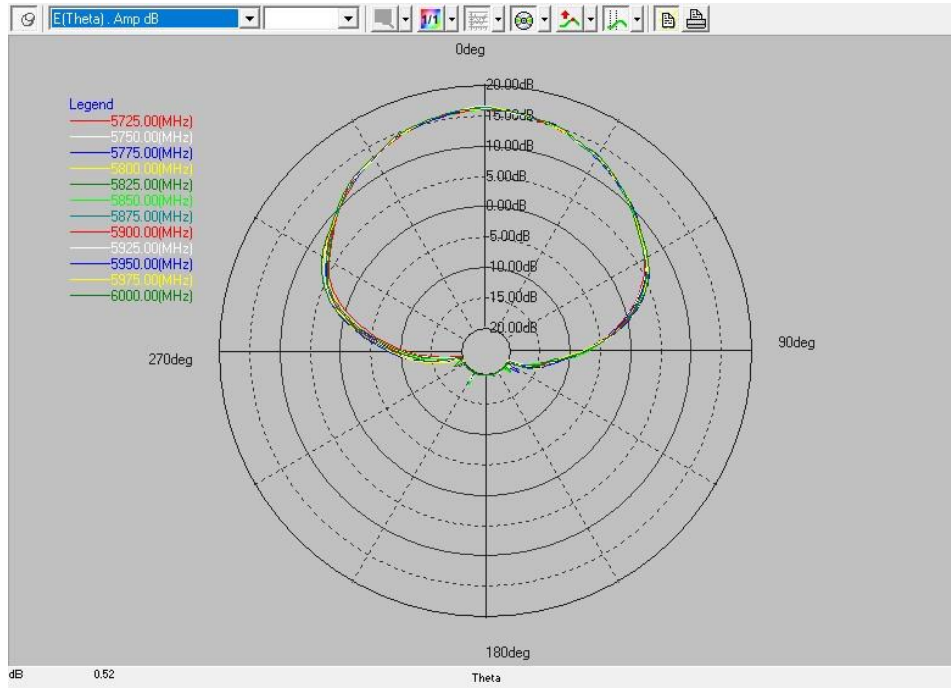 E(Theta) . Amp dB
1/1
0deg
Legend
5725.00(MHz)
5750.00(MHz)
5775.00(MHz)
5800.00(MHz)
5825.00(MHz)
5850.00(MHz)
5875.00(MHz)
5900.00(MHz)
5925.00(MHz)
5950.00(MHz)
5975.00(MHz)
6000.00(MHz)
20.00dB
15.00dB
10.00dB
5.00dB
0.00dB
-5.00dB
-10.00dB
-15.00dB
-20.00dB
270deg
90deg
180deg
dB 0.52 Theta